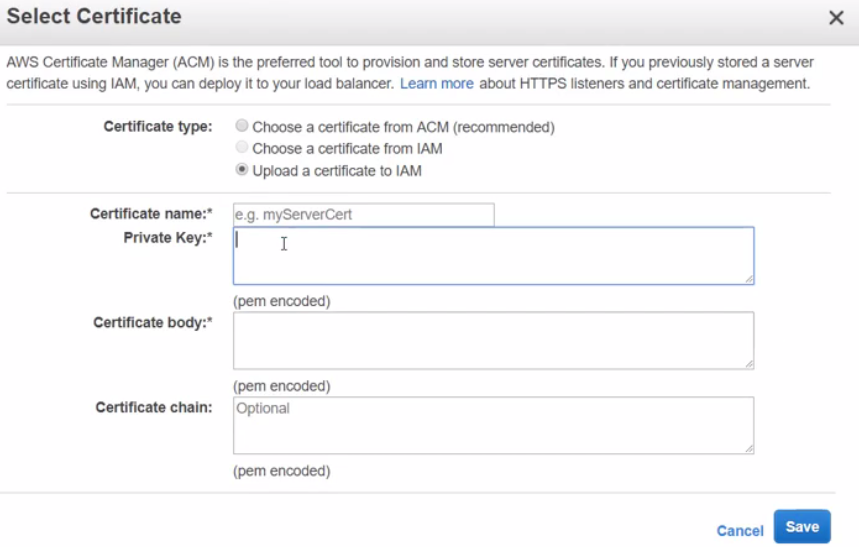 Select Certificate
AWS Certificate Manager (ACM) is the preferred tool to provision and store server certificates. If you previously stored a server
certificate using IAM, you can deploy it to your load balancer. Learn more about HTTPS listeners and certificate management.
Certificate type:
Choose a certificate from ACM (recommended)
Choose a certificate from IAM
Upload a certificate to IAM
Certificate name:* e.g. myServerCert
Private Key:*
(pem encoded)
Certificate body:*
(pem encoded)
Certificate chain: Optional
(pem encoded)
Cancel Save